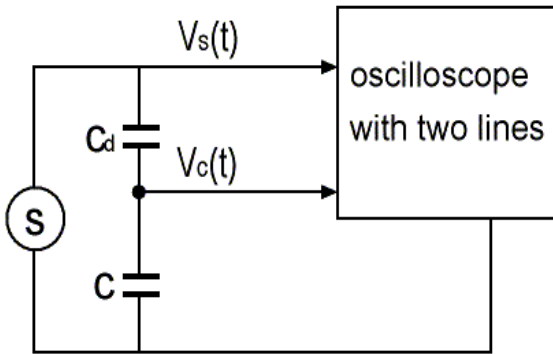 Vs(t)
oscilloscope
with two lines
Cd
Vc(t)
S
C